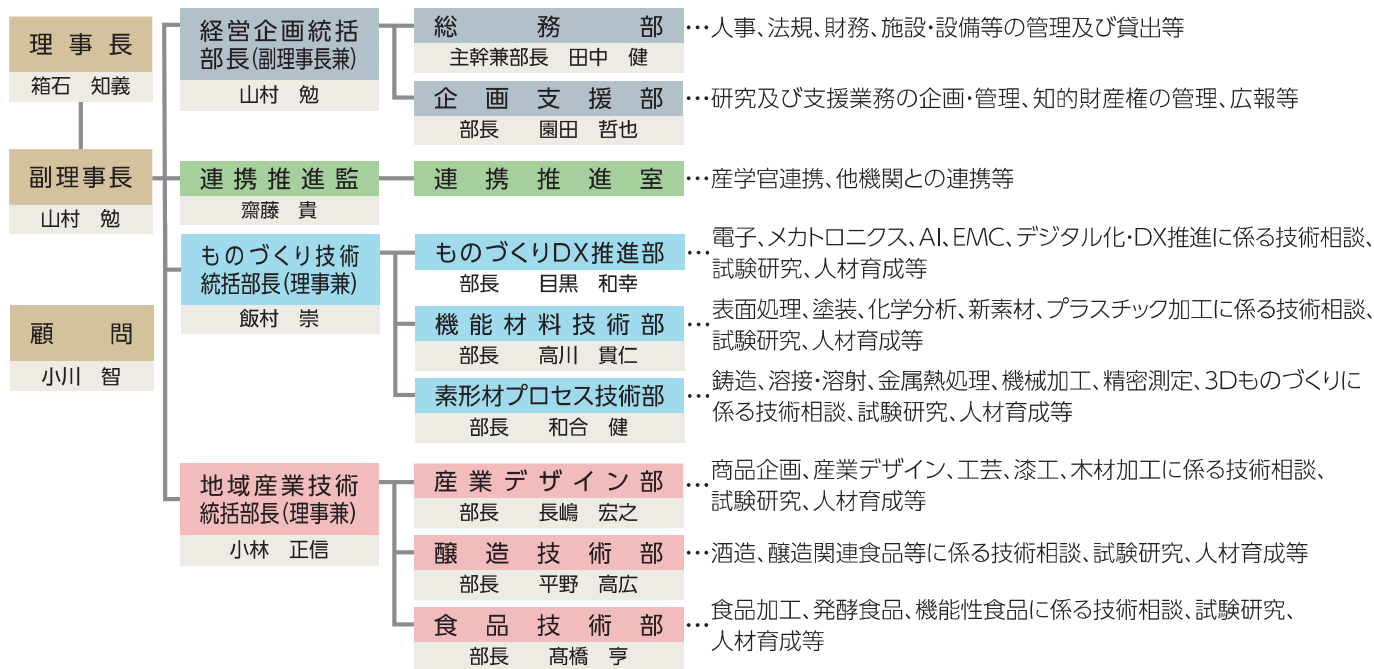 理事長
箱石 知義
副理事長
山村 勉
顧問
小川 智
経営企画統括
部長(副理事長兼)
山村 勉
総務部
主幹兼部長 田中 健
…人事、法規、財務、施設・設備等の管理及び貸出等
企画支援部
部長 園田 哲也
…研究及び支援業務の企画・管理、知的財産権の管理、広報等
連携推進監
齋藤 貴
連携推進室
…産学官連携、他機関との連携等
ものづくり技術
統括部長(理事兼)
飯村 崇
ものづくりDX推進部
部長 目黒 和幸
…電子、メカトロニクス、AI、EMC、デジタル化・DX推進に係る技術相談、
試験研究、人材育成等
機能材料技術部
部長 高川 貫仁
…表面処理、塗装、化学分析、新素材、プラスチック加工に係る技術相談、
試験研究、人材育成等
素形材プロセス技術部
部長 和合 健
…鋳造、溶接・溶射、金属熱処理、機械加工、精密測定、3Dものづくりに
係る技術相談、試験研究、人材育成等
地域産業技術
統括部長(理事兼)
小林 正信
産業デザイン部
部長 長嶋 宏之
…商品企画、産業デザイン、工芸、漆工、木材加工に係る技術相談、
試験研究、人材育成等
醸造技術部
部長 平野 高広
…酒造、醸造関連食品等に係る技術相談、試験研究、人材育成等
食品技術部
部長 髙橋 亨
…食品加工、発酵食品、機能性食品に係る技術相談、試験研究、
人材育成等